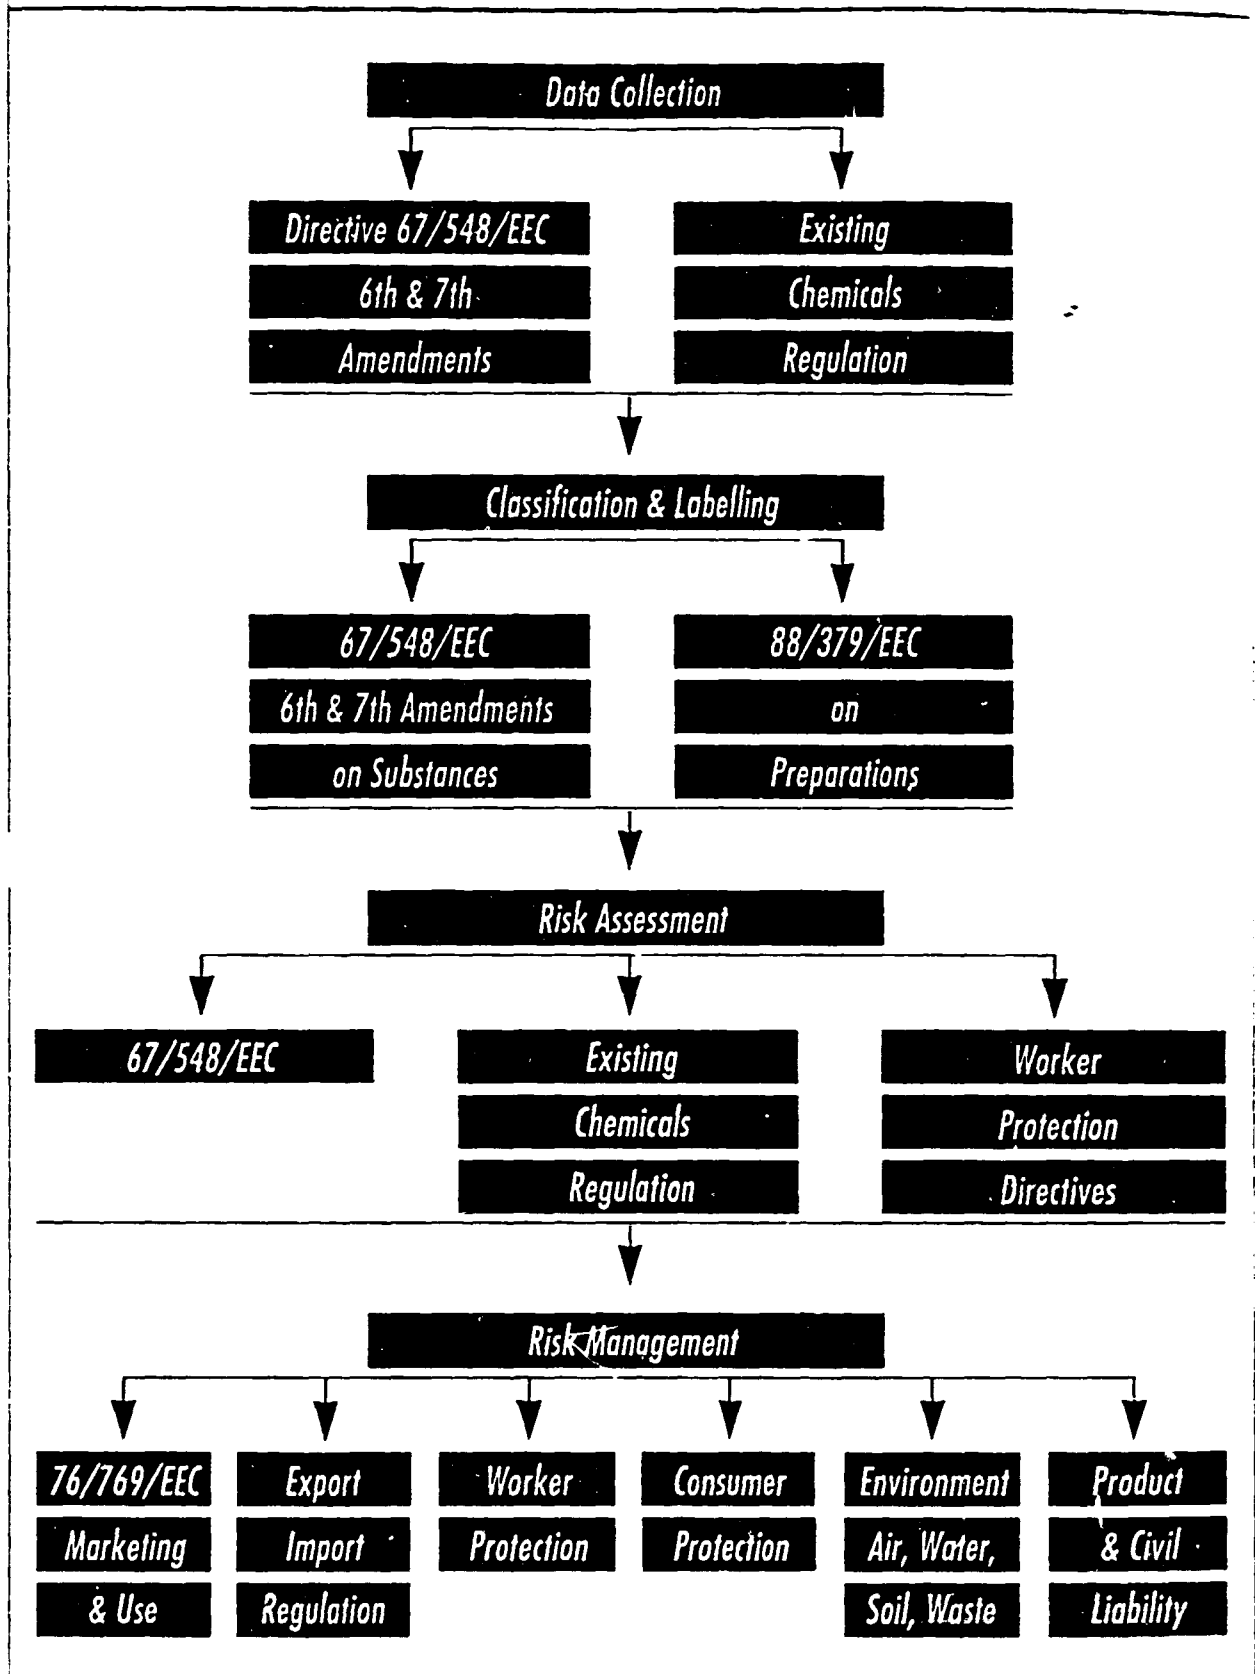 Data Collection
Directive 67/548/EEC
6th & 7th
Amendments
Existing
Chemicals
Regulation
Classification & Labelling
67/548/EEC
6th & 7th Amendments
on Substances
88/379/EEC
on
Preparations
Risk Assessment
67/548/EEC
Existing
Chemicals
Regulation
Worker
Protection
Directives
Risk Management
76/769/EEC
Marketing
& Use
Export
Import
Regulation
Worker
Protection
Consumer
Protection
Environment
Air, Water,
Soil, Waste
Product
& Civil
Liability